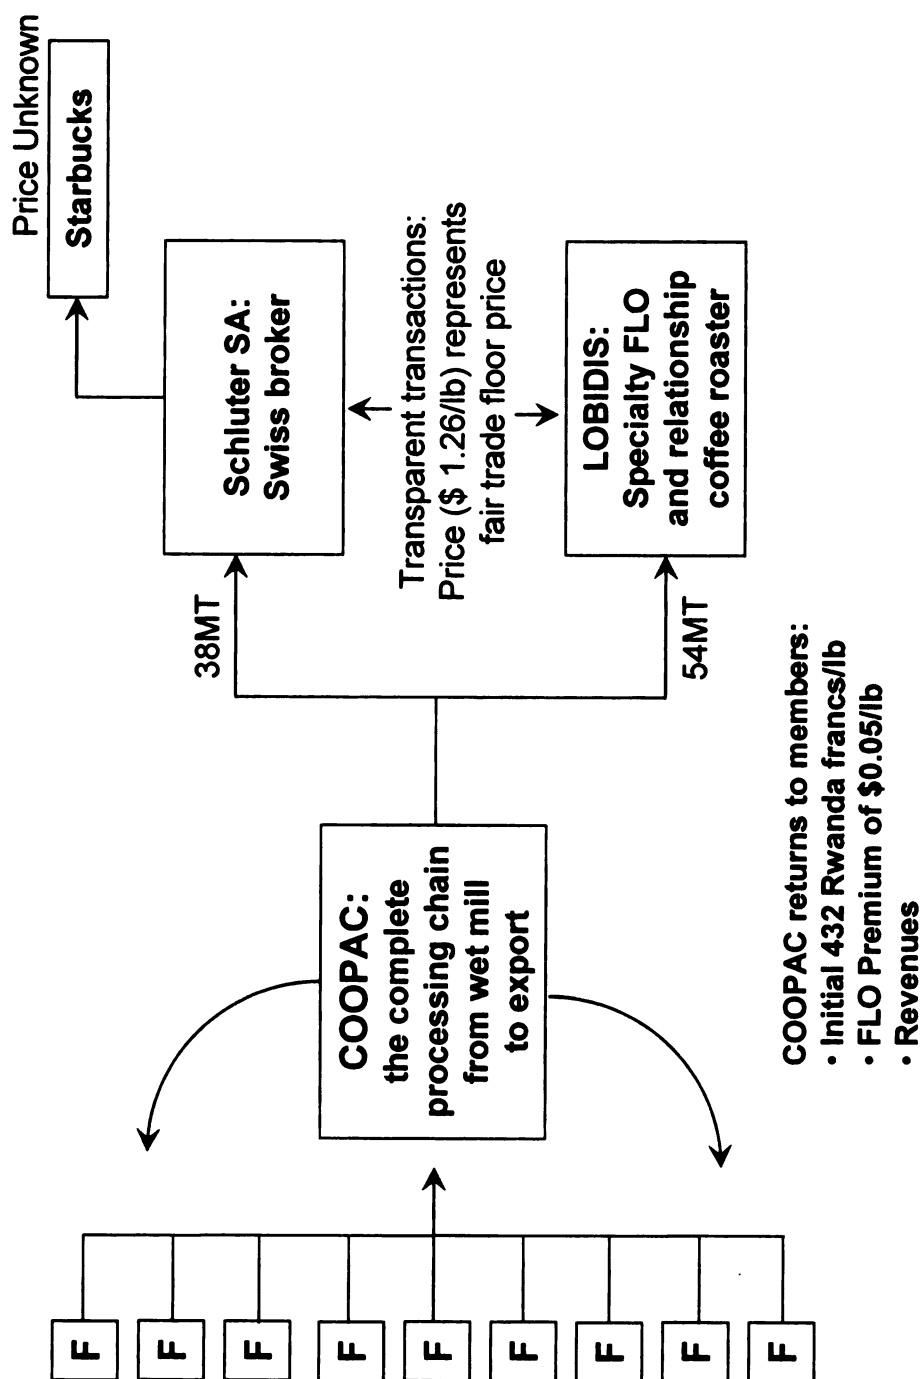 F
F
F
F
F
F
F
F
F
COOPAC:
the complete
processing chain
from wet mill
to export
COOPAC returns to members:
• Initial 432 Rwanda francs/lb
• FLO Premium of $0.05/lb
• Revenues
38MT
54MT
Schluter SA:
Swiss broker
Transparent transactions:
Price ($ 1.26/lb) represents
fair trade floor price
LOBIDIS:
Specialty FLO
and relationship
coffee roaster
Price Unknown
Starbucks